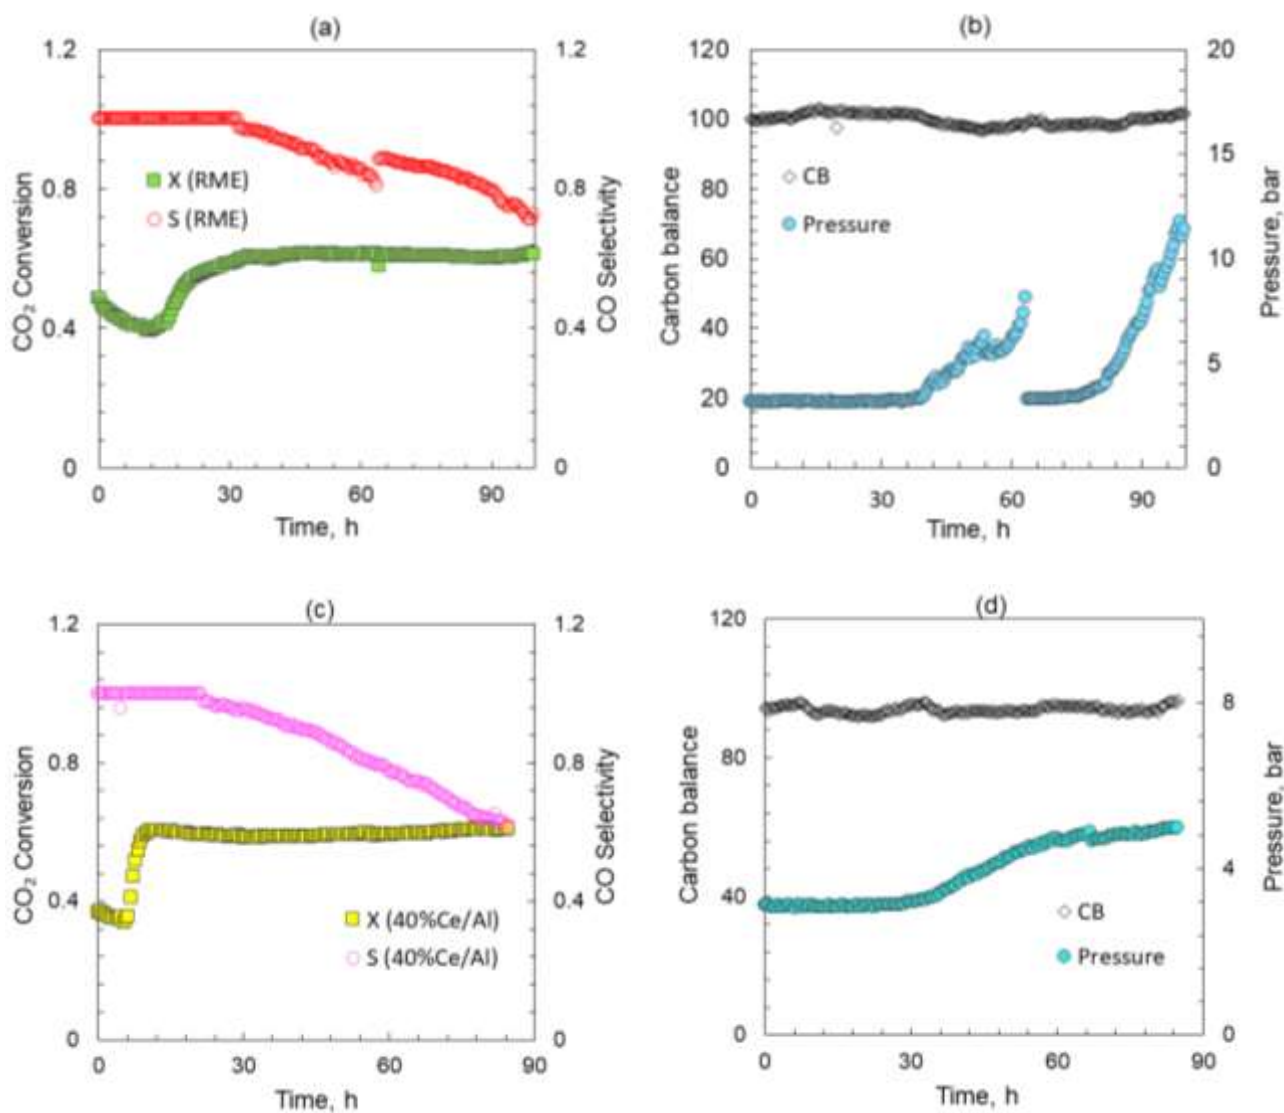 (a)
1.2
1.2
0.8
0.8
0.4
0.4
0
0
0
30
60
90
CO₂ Conversion
CO Selectivity
X (RME)
S (RME)
Time, h
(b)
120
100
80
60
40
20
0
20
15
10
5
0
0
30
60
90
Carbon balance
Pressure, bar
CB
Pressure
Time, h
(c)
1.2
1.2
0.8
0.8
0.4
0.4
0
0
0
30
60
90
CO₂ Conversion
CO Selectivity
X (40%Ce/Al)
S (40%Ce/Al)
Time, h
(d)
120
80
40
0
8
4
0
0
30
60
90
Carbon balance
Pressure, bar
CB
Pressure
Time, h